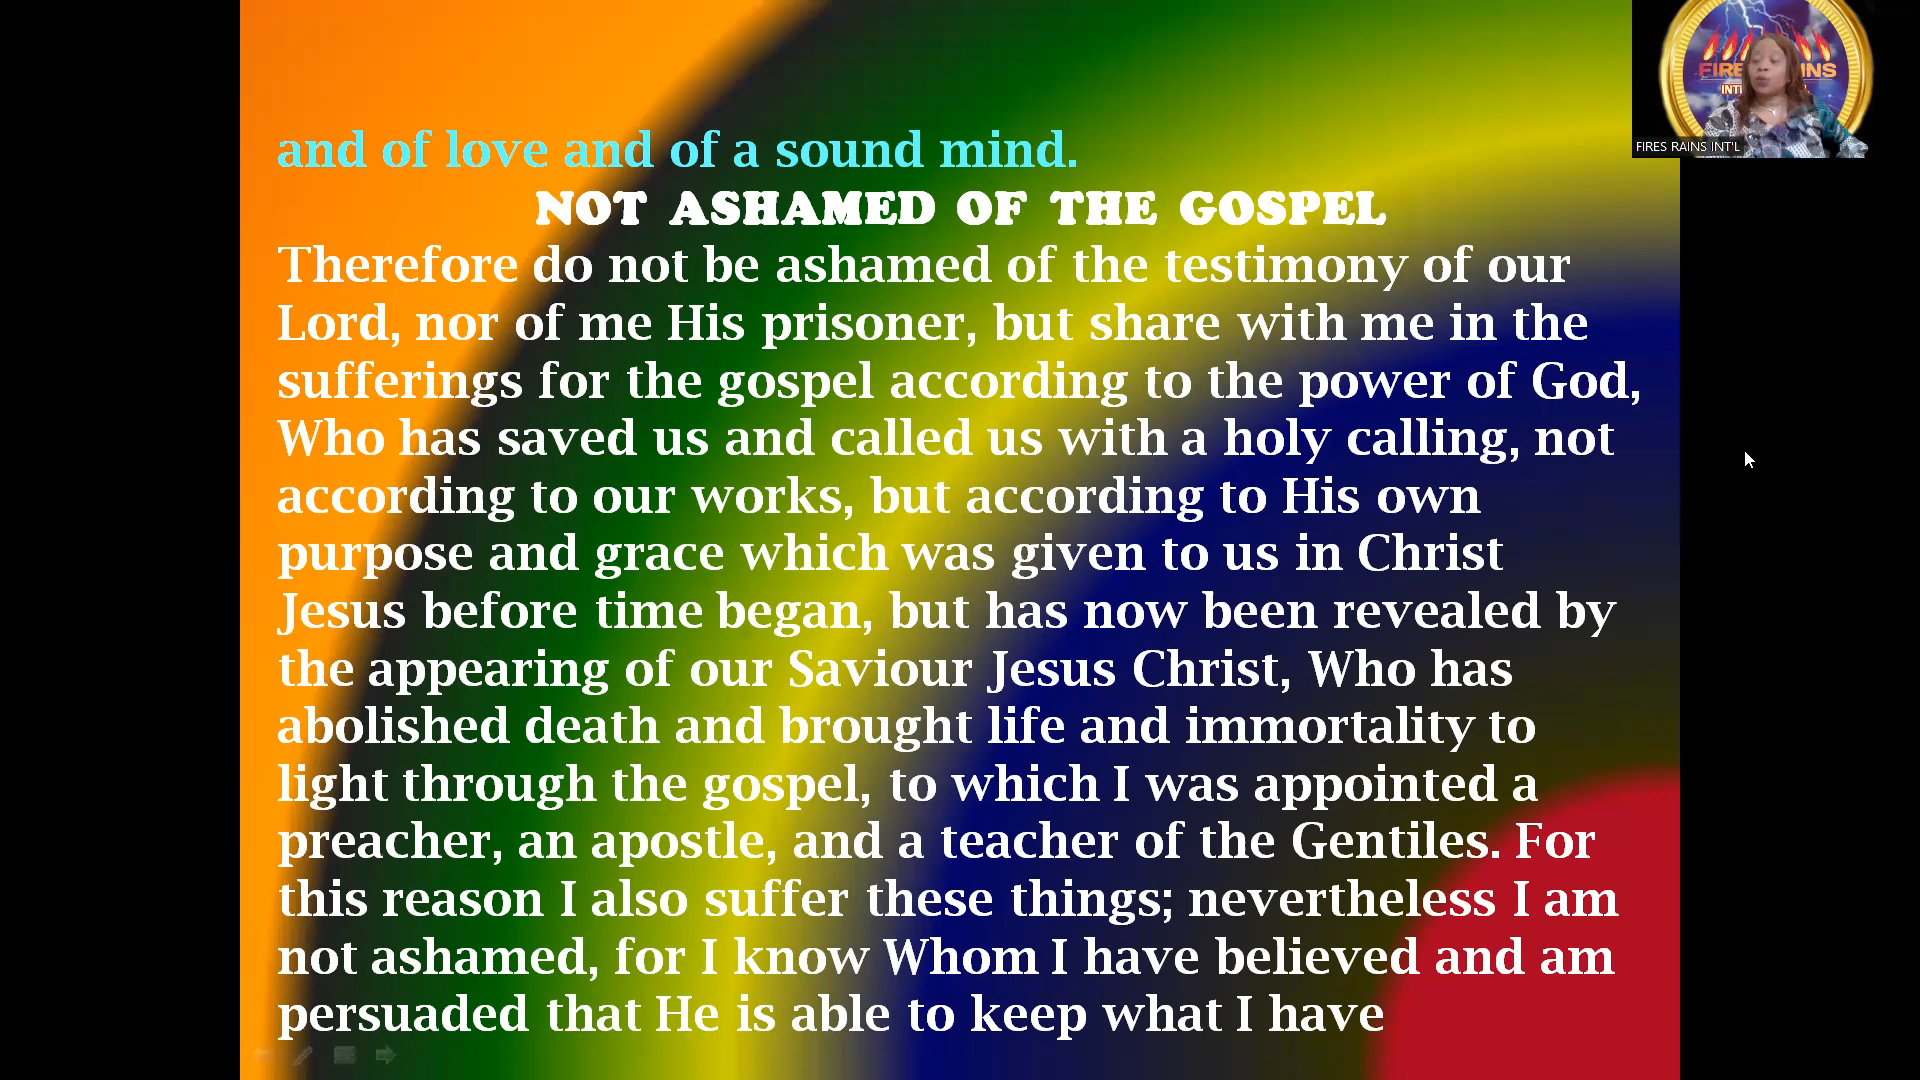 and of love and of a sound mind.
NOT ASHAMED OF THE GOSPEL
Therefore do not be ashamed of the testimony of our
Lord, nor of me His prisoner, but share with me in the
sufferings for the gospel according to the power of God,
Who has saved us and called us with a holy calling, not
according to our works, but according to His own
purpose and grace which was given to us in Christ
Jesus before time began, but has now been revealed by
the appearing of our Saviour Jesus Christ, Who has
abolished death and brought life and immortality to
light through the gospel, to which I was appointed a
preacher, an apostle, and a teacher of the Gentiles. For
this reason I also suffer these things; nevertheless I am
not ashamed, for I know Whom I have believed and am
persuaded that He is able to keep what I have
FIRES RAINS INT'L